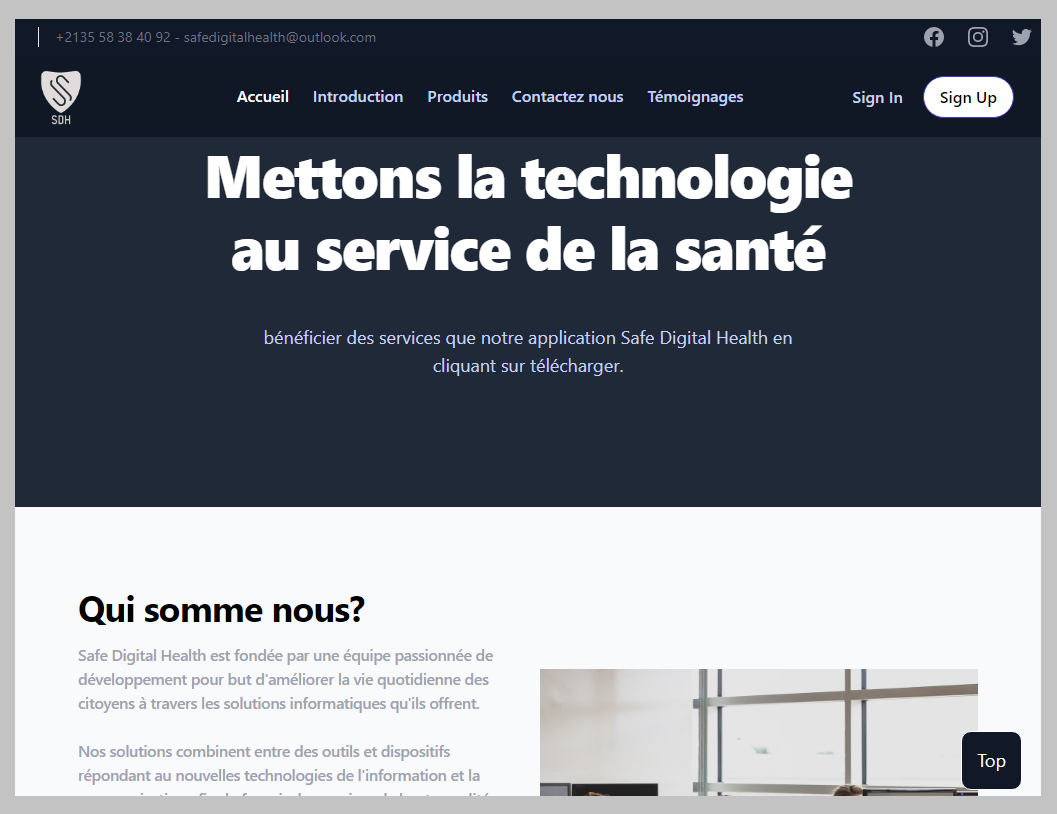 +2135 58 38 40 92 - safedigitalhealth@outlook.com
SDH
Accueil Introduction Produits Contactez nous Témoignages Sign In Sign Up
Mettons la technologie
au service de la santé
bénéficier des services que notre application Safe Digital Health en
cliquant sur télécharger.
Qui somme nous?
Safe Digital Health est fondée par une équipe passionnée de
développement pour but d'améliorer la vie quotidienne des
citoyens à travers les solutions informatiques qu'ils offrent.
Nos solutions combinent entre des outils et dispositifs
répondant au nouvelles technologies de l'information et la
Top